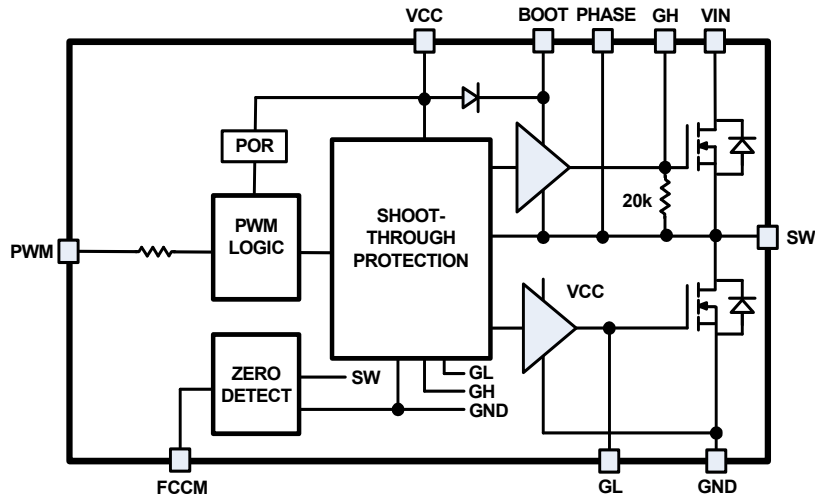 VCC
BOOT
PHASE
GH
VIN
POR
PWM
PWM
LOGIC
SHOOT-
THROUGH
PROTECTION
20k
SW
VCC
ZERO
DETECT
SW
GL
GH
GND
FCCM
GL
GND